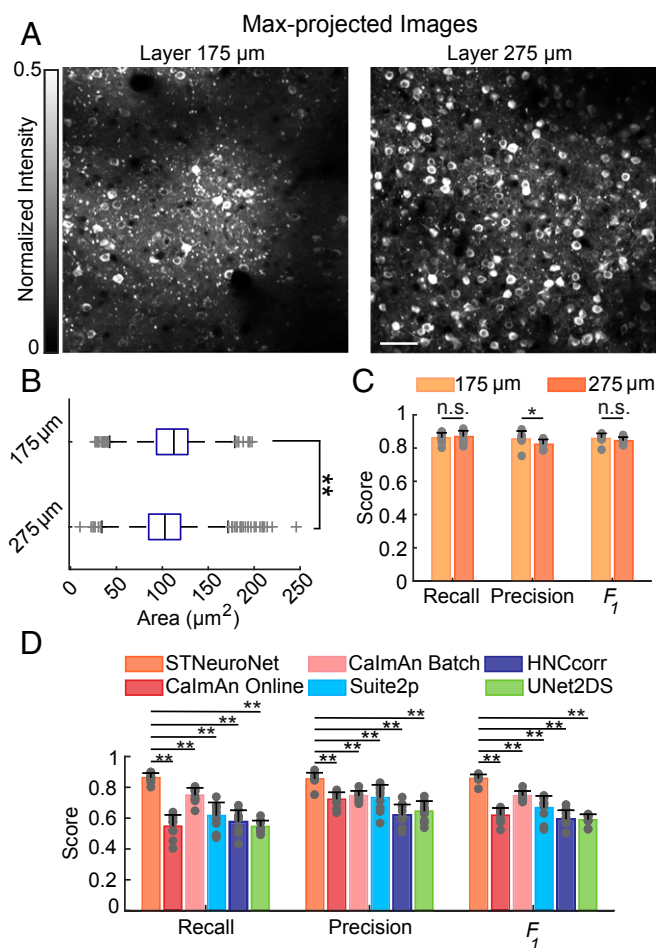 A
Max-projected Images
Layer 175 µm
Layer 275 µm
0.5
Normalized Intensity
0
B
175 µm
275 µm
**
0 50 100 150 200 250
Area (µm²)
C
175 µm 275 µm
n.s. * n.s.
1
0.8
0.6
0.4
0.2
0
Score
Recall Precision F1
D
STNeuroNet CaImAn Batch HNCcorr
CaImAn Online Suite2p UNet2DS
** ** **
** ** **
** ** **
** ** **
** ** **
1
0.8
0.6
0.4
0.2
0
Score
Recall Precision F1